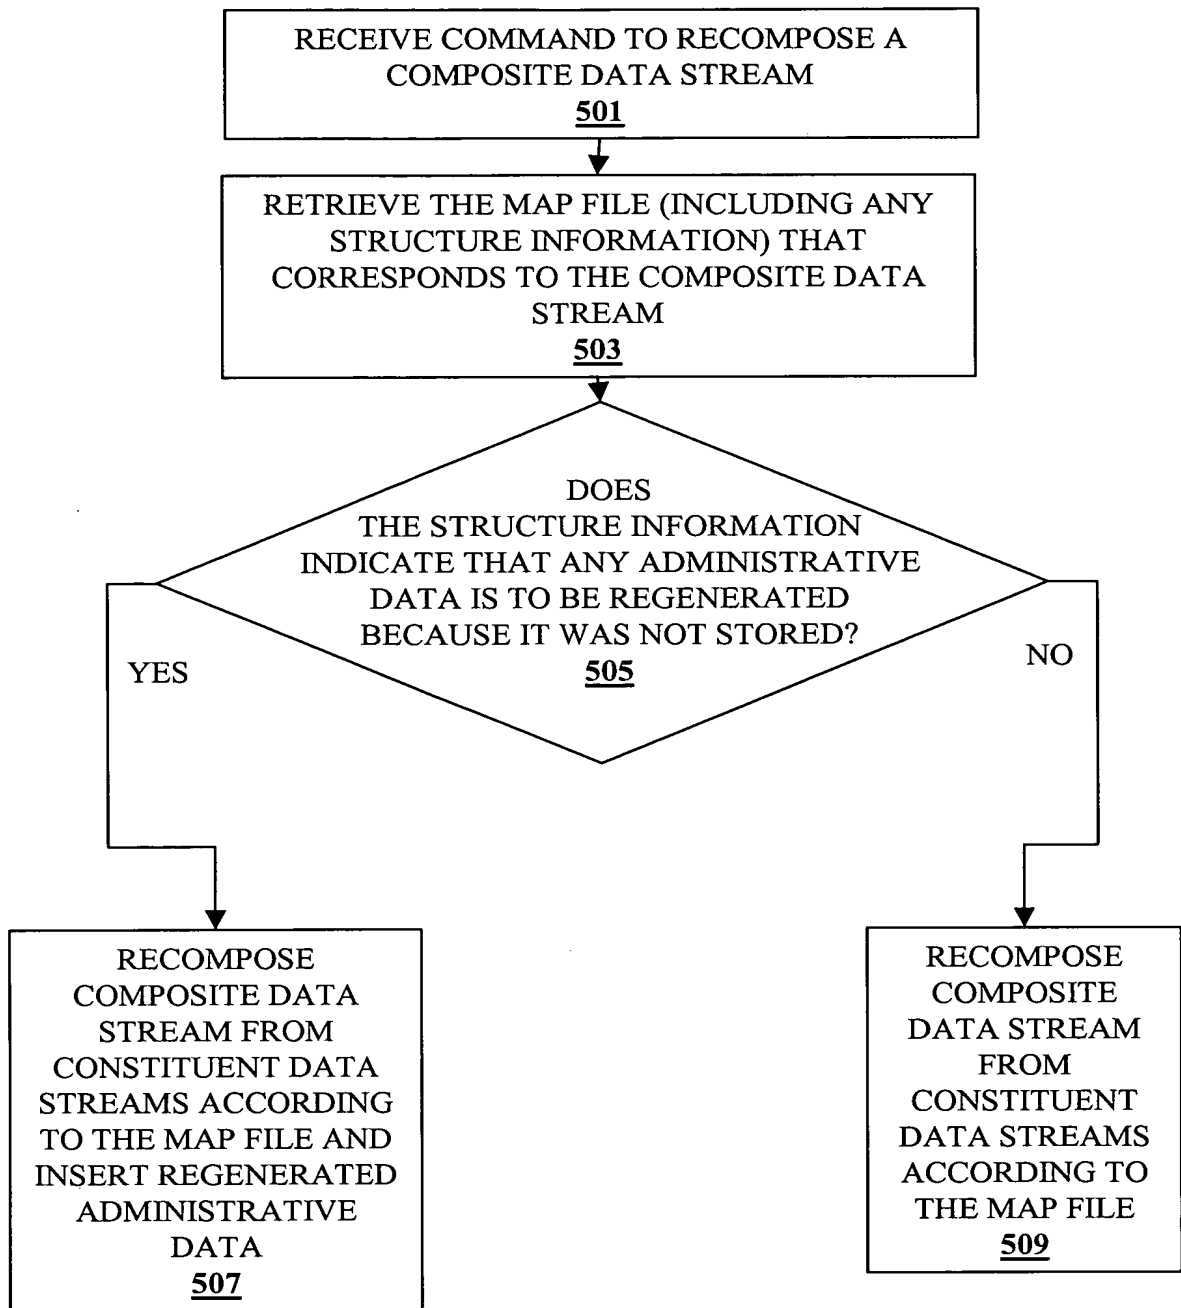 RECEIVE COMMAND TO RECOMPOSE A
COMPOSITE DATA STREAM
501
RETRIEVE THE MAP FILE (INCLUDING ANY
STRUCTURE INFORMATION) THAT
CORRESPONDS TO THE COMPOSITE DATA
STREAM
503
DOES
THE STRUCTURE INFORMATION
INDICATE THAT ANY ADMINISTRATIVE
DATA IS TO BE REGENERATED
BECAUSE IT WAS NOT STORED?
505
YES
NO
RECOMPOSE
COMPOSITE DATA
STREAM FROM
CONSTITUENT DATA
STREAMS ACCORDING
TO THE MAP FILE AND
INSERT REGENERATED
ADMINISTRATIVE
DATA
507
RECOMPOSE
COMPOSITE
DATA STREAM
FROM
CONSTITUENT
DATA STREAMS
ACCORDING TO
THE MAP FILE
509